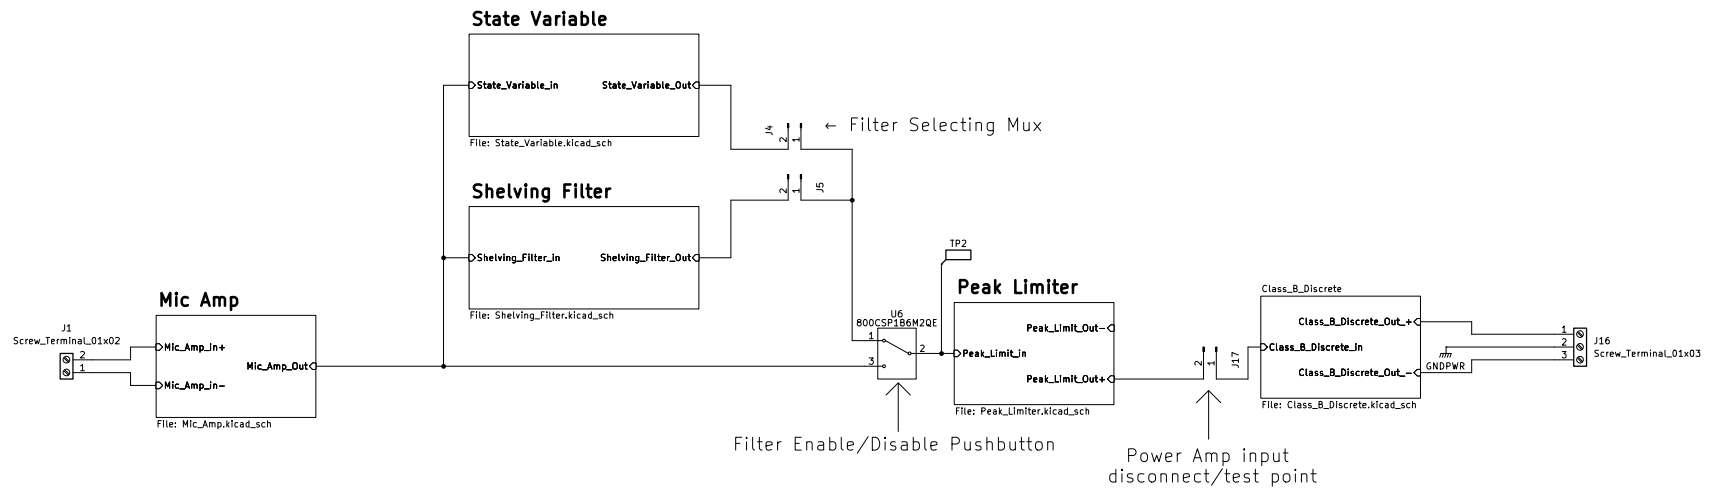 State Variable
State_Variable_in
State_Variable_Out
File: State_Variable.kicad_sch
J4
2
1
← Filter Selecting Mux
Shelving Filter
2
1
J5
Shelving_Filter_in
Shelving_Filter_Out
File: Shelving_Filter.kicad_sch
J1
Screw_Terminal_01x02
2
1
Mic Amp
Mic_Amp_in+
Mic_Amp_Out
Mic_Amp_in-
File: Mic_Amp.kicad_sch
U6
800CSP1B6M2QE
1
2
3
Filter Enable/Disable Pushbutton
TP2
Peak Limiter
Peak_Limit_Out-
Peak_Limit_in
Peak_Limit_Out+
File: Peak_Limiter.kicad_sch
2
1
J17
Power Amp input
disconnect/test point
Class_B_Discrete
Class_B_Discrete_Out_+
Class_B_Discrete_in
Class_B_Discrete_Out_-
File: Class_B_Discrete.kicad_sch
GNDPWR
1
2
3
J16
Screw_Terminal_01x03